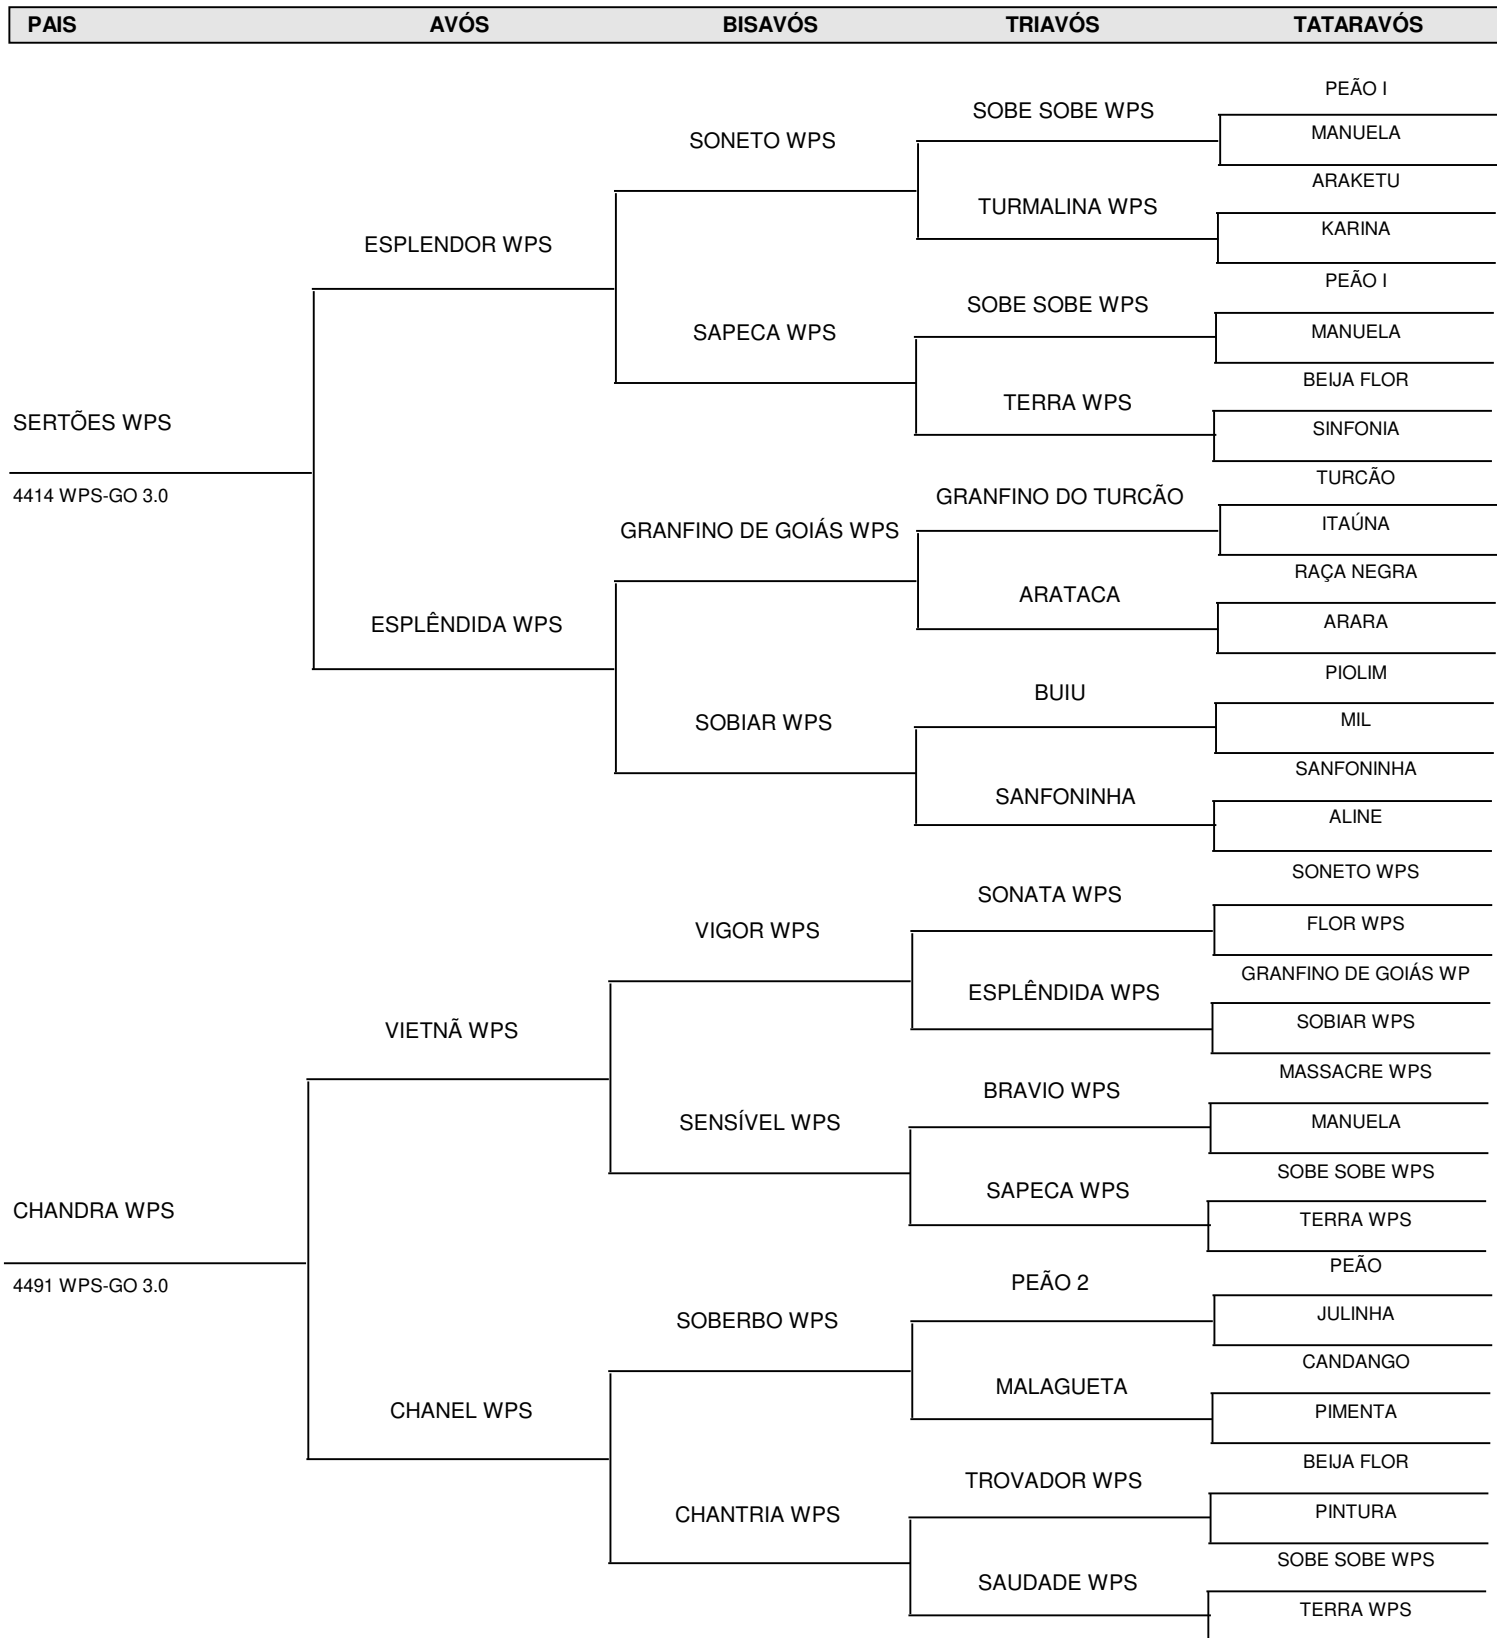 PAIS AVÓS BISAVÓS TRIAVÓS TATARAVÓS
PEÃO I
SOBE SOBE WPS
MANUELA
SONETO WPS
ARAKETU
TURMALINA WPS
KARINA
ESPLENDOR WPS
PEÃO I
SOBE SOBE WPS
MANUELA
SAPECA WPS
BEIJA FLOR
TERRA WPS
SINFONIA
SERTÕES WPS
4414 WPS-GO 3.0
TURCÃO
GRANFINO DO TURCÃO
ITAÚNA
GRANFINO DE GOIÁS WPS
RAÇA NEGRA
ARATACA
ARARA
ESPLÊNDIDA WPS
PIOLIM
BUIU
MIL
SOBIAR WPS
SANFONINHA
SANFONINHA
ALINE
SONETO WPS
SONATA WPS
FLOR WPS
VIGOR WPS
GRANFINO DE GOIÁS WP
ESPLÊNDIDA WPS
SOBIAR WPS
VIETNÃ WPS
MASSACRE WPS
BRAVIO WPS
MANUELA
SENSÍVEL WPS
SOBE SOBE WPS
SAPECA WPS
TERRA WPS
CHANDRA WPS
4491 WPS-GO 3.0
PEÃO
PEÃO 2
JULINHA
SOBERBO WPS
CANDANGO
MALAGUETA
PIMENTA
CHANEL WPS
BEIJA FLOR
TROVADOR WPS
PINTURA
CHANTRIA WPS
SOBE SOBE WPS
SAUDADE WPS
TERRA WPS